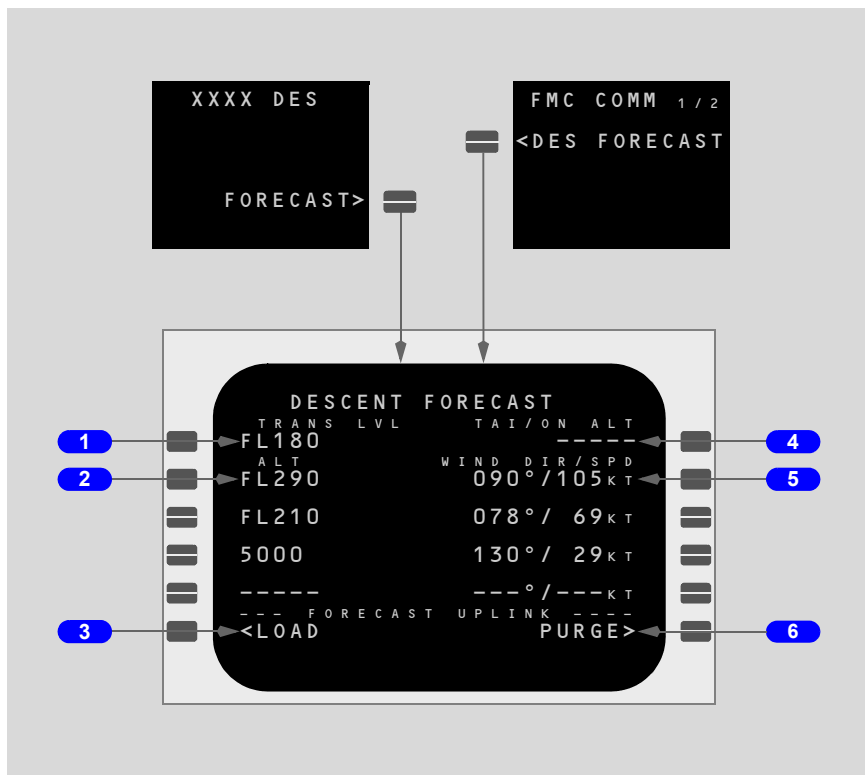 XXXX DES
FORECAST>
FMC COMM 1/2
<DES FORECAST
DESCENT FORECAST
TRANS LVL TAI/ON ALT
1 FL180 ----- 4
ALT WIND DIR/SPD
2 FL290 090°/105KT 5
FL210 078°/ 69KT
5000 130°/ 29KT
----- ---°/---KT
--- FORECAST UPLINK ----
3 <LOAD PURGE> 6